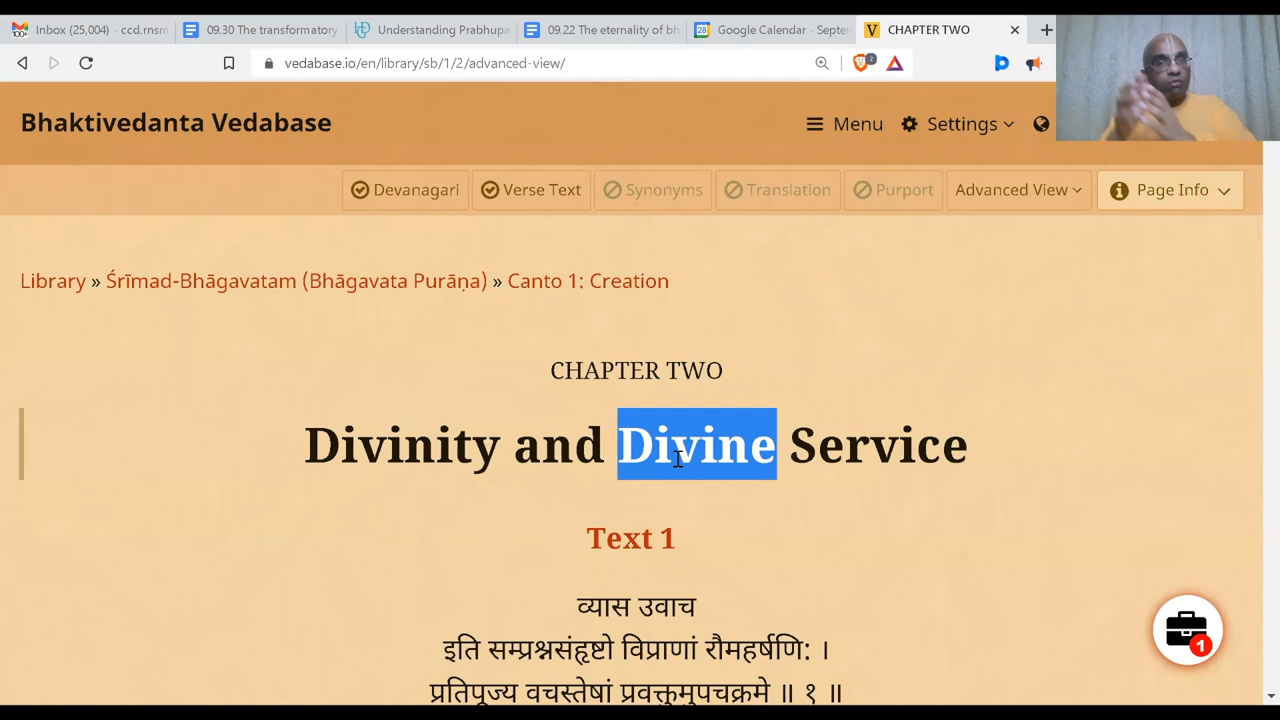 Inbox (25,004) - ccd.rns
09.30 The transformatory
Understanding Prabhupa
09.22 The eternality of bh
Google Calendar - Septe
CHAPTER TWO
vedabase.io/en/library/sb/1/2/advanced-view/
Bhaktivedanta Vedabase
Menu
Settings
Devanagari
Verse Text
Synonyms
Translation
Purport
Advanced View
Page Info
Library » Śrīmad-Bhāgavatam (Bhāgavata Purāṇa) » Canto 1: Creation
CHAPTER TWO
Divinity and Divine Service
Text 1
व्यास उवाच
इति सम्प्रश्नसंहृष्टो विप्राणां रौमहर्षणि: ।
प्रतिपूज्य वचस्तेषां प्रवक्तुमुपचक्रमे ॥ १ ॥
1